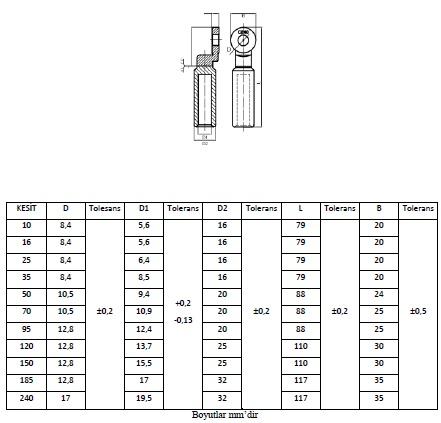 B
D
L
D1
D2
KESİT D Tolesans D1 Tolerans D2 Tolerans L Tolerans B Tolerans
10 8,4 5,6 16 79 20
16 8,4 5,6 16 79 20
25 8,4 6,4 16 79 20
35 8,4 8,5 16 79 20
50 10,5 9,4 20 88 24
70 10,5 ±0,2 10,9 +0,2 -0,13 20 ±0,2 88 ±0,2 25 ±0,5
95 12,8 12,4 20 88 25
120 12,8 13,7 25 110 30
150 12,8 15,5 25 110 30
185 12,8 17 32 117 35
240 17 19,5 32 117 35
Boyutlar mm'dir